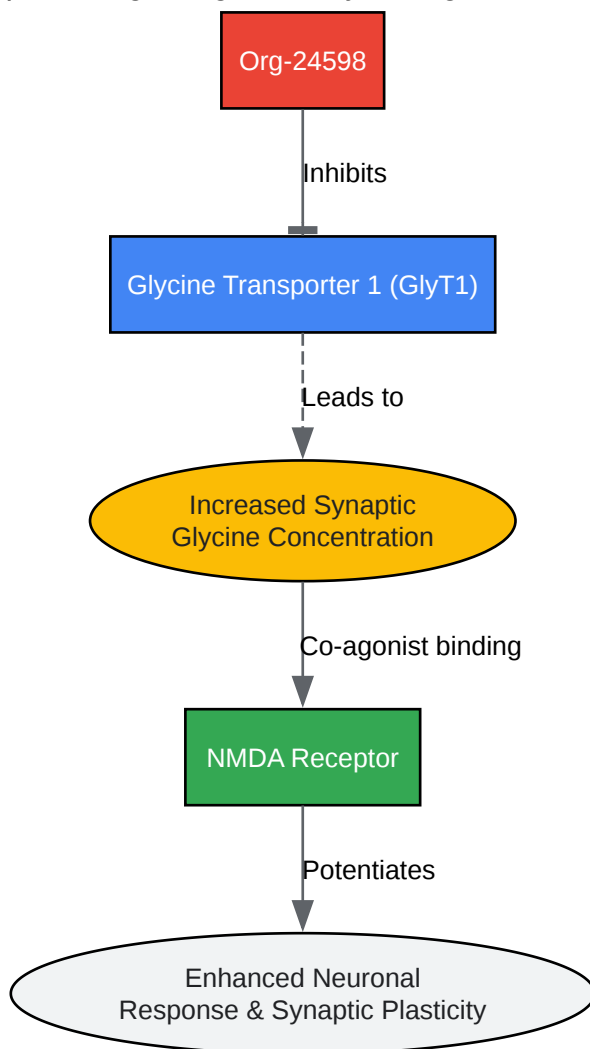 Org-24598
Inhibits
Glycine Transporter 1 (GlyT1)
Leads to
Increased Synaptic
Glycine Concentration
Co-agonist binding
NMDA Receptor
Potentiates
Enhanced Neuronal
Response & Synaptic Plasticity